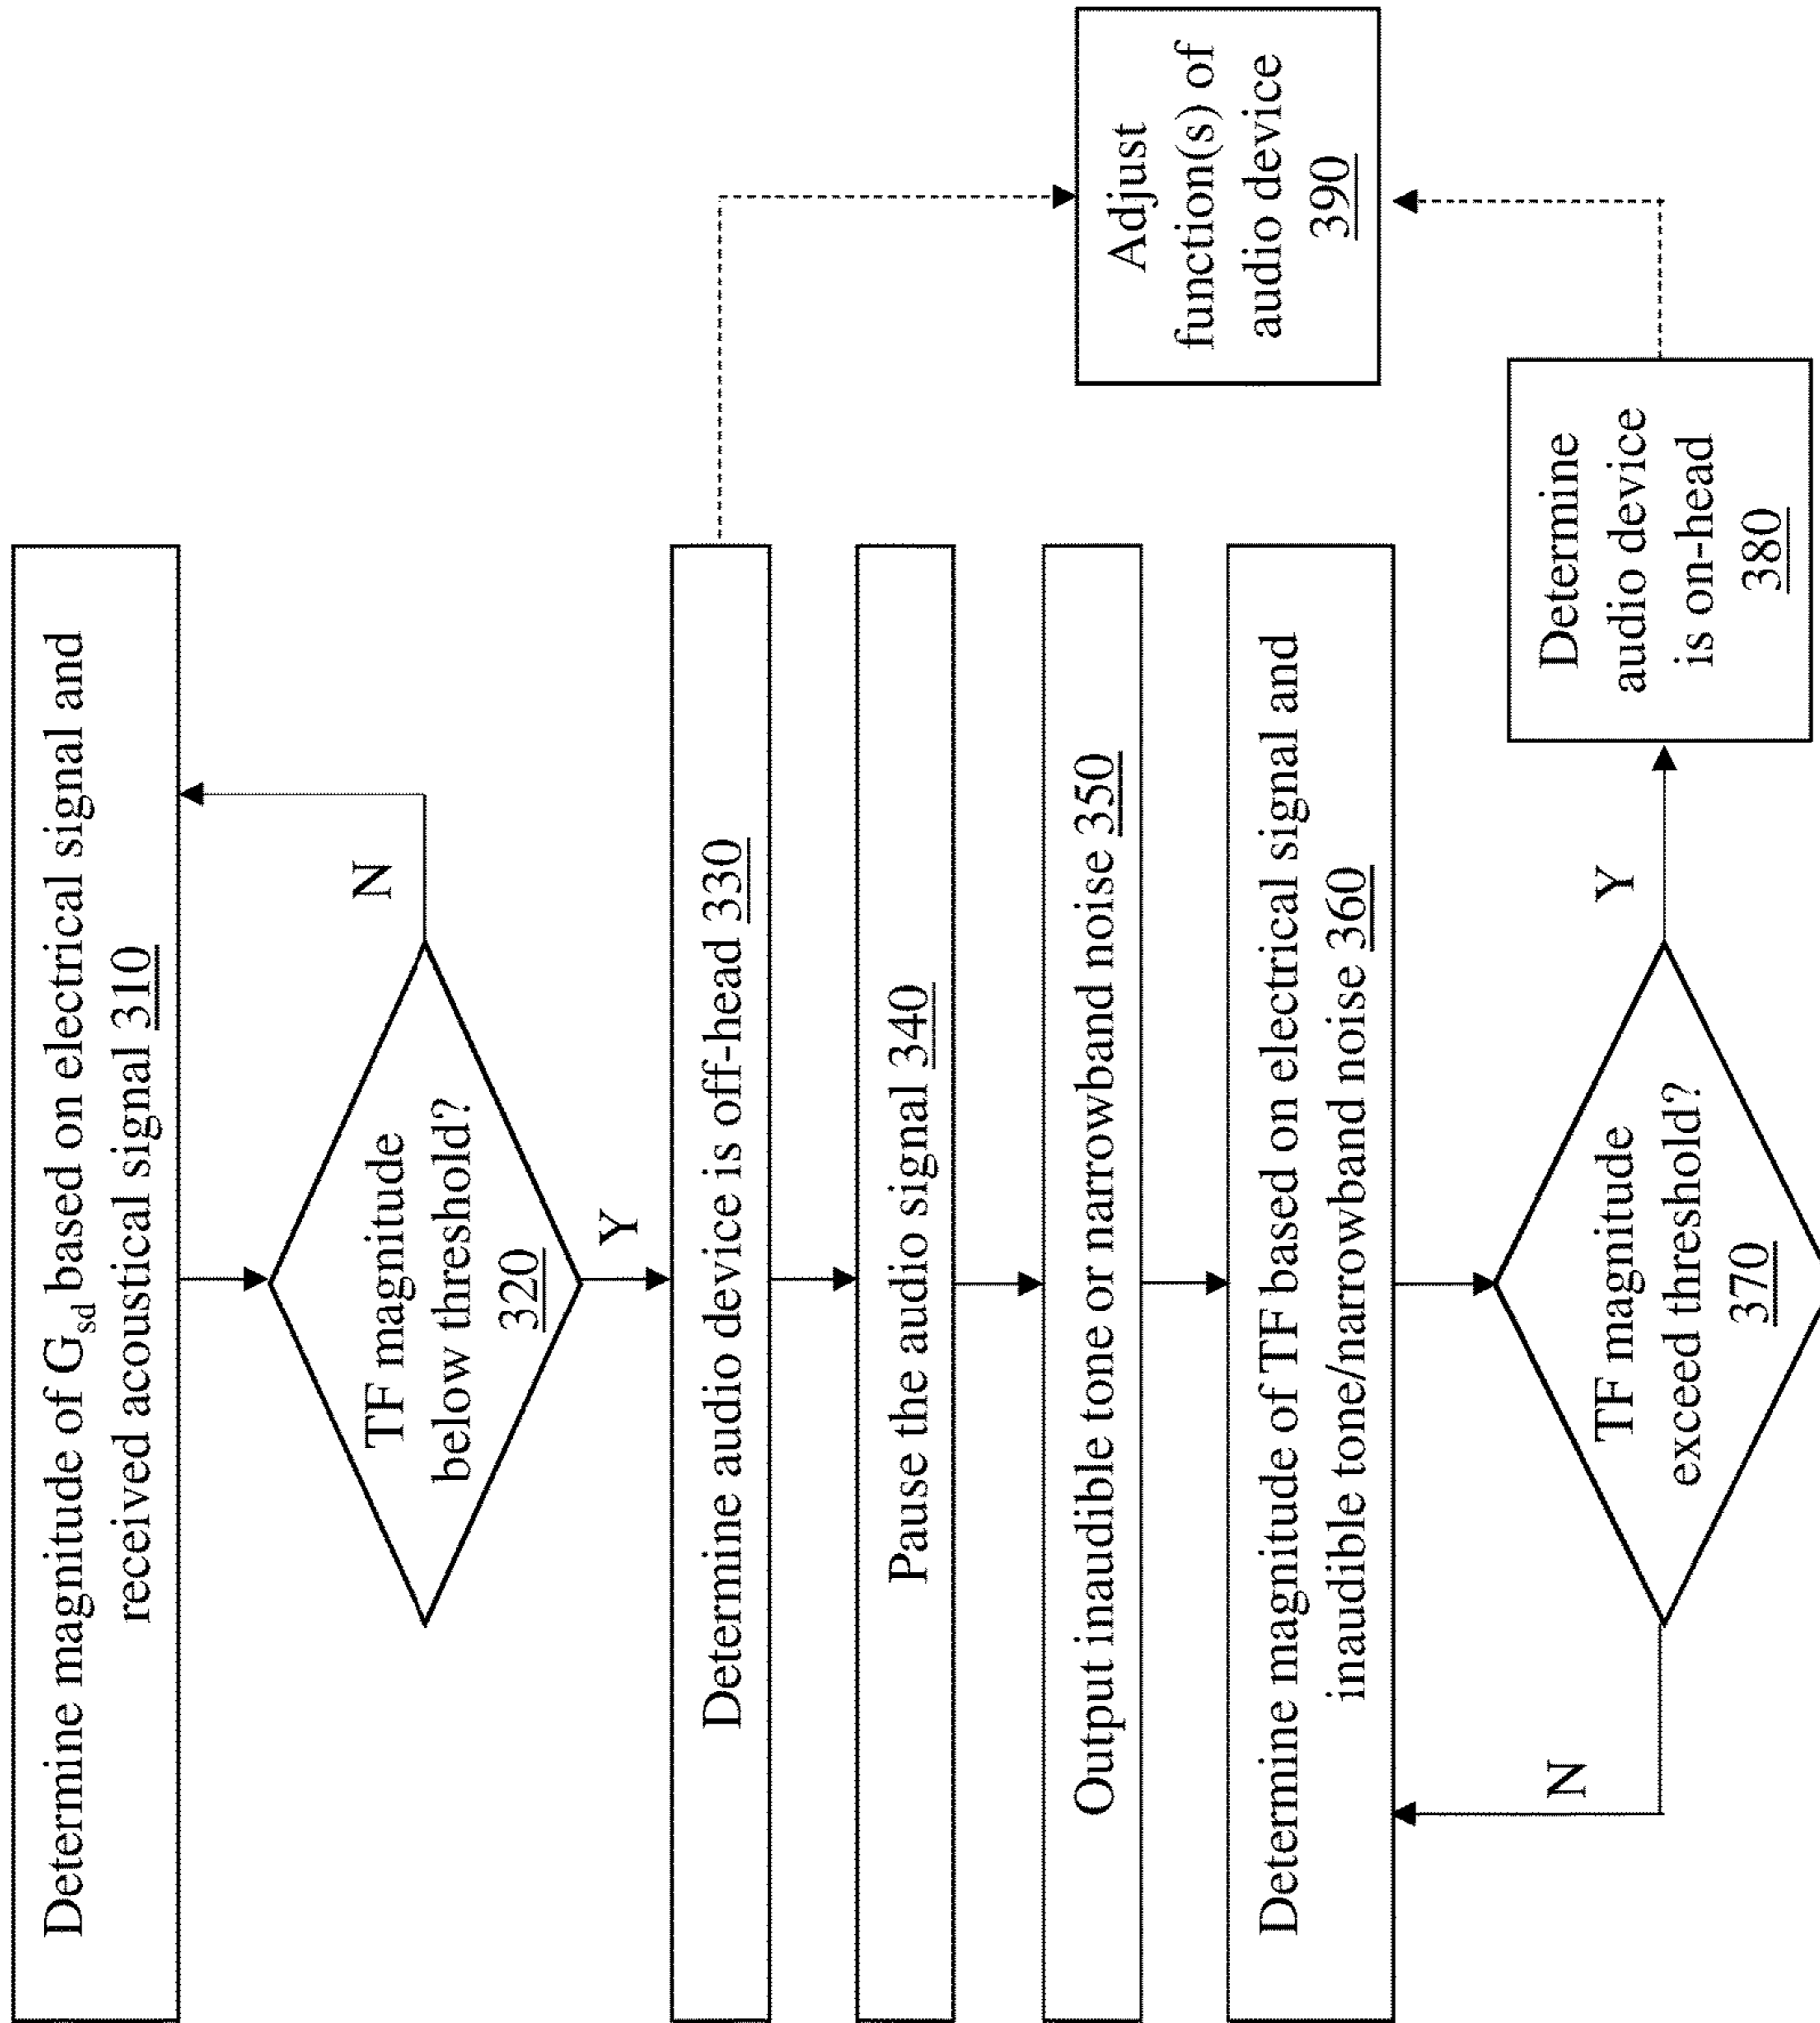 Determine magnitude of Gsd based on electrical signal and
received acoustical signal 310
TF magnitude
below threshold?
320
N
Y
Determine audio device is off-head 330
Pause the audio signal 340
Output inaudible tone or narrowband noise 350
Determine magnitude of TF based on electrical signal and
inaudible tone/narrowband noise 360
TF magnitude
exceed threshold?
370
N
Y
Determine
audio device
is on-head
380
Adjust
function(s) of
audio device
390